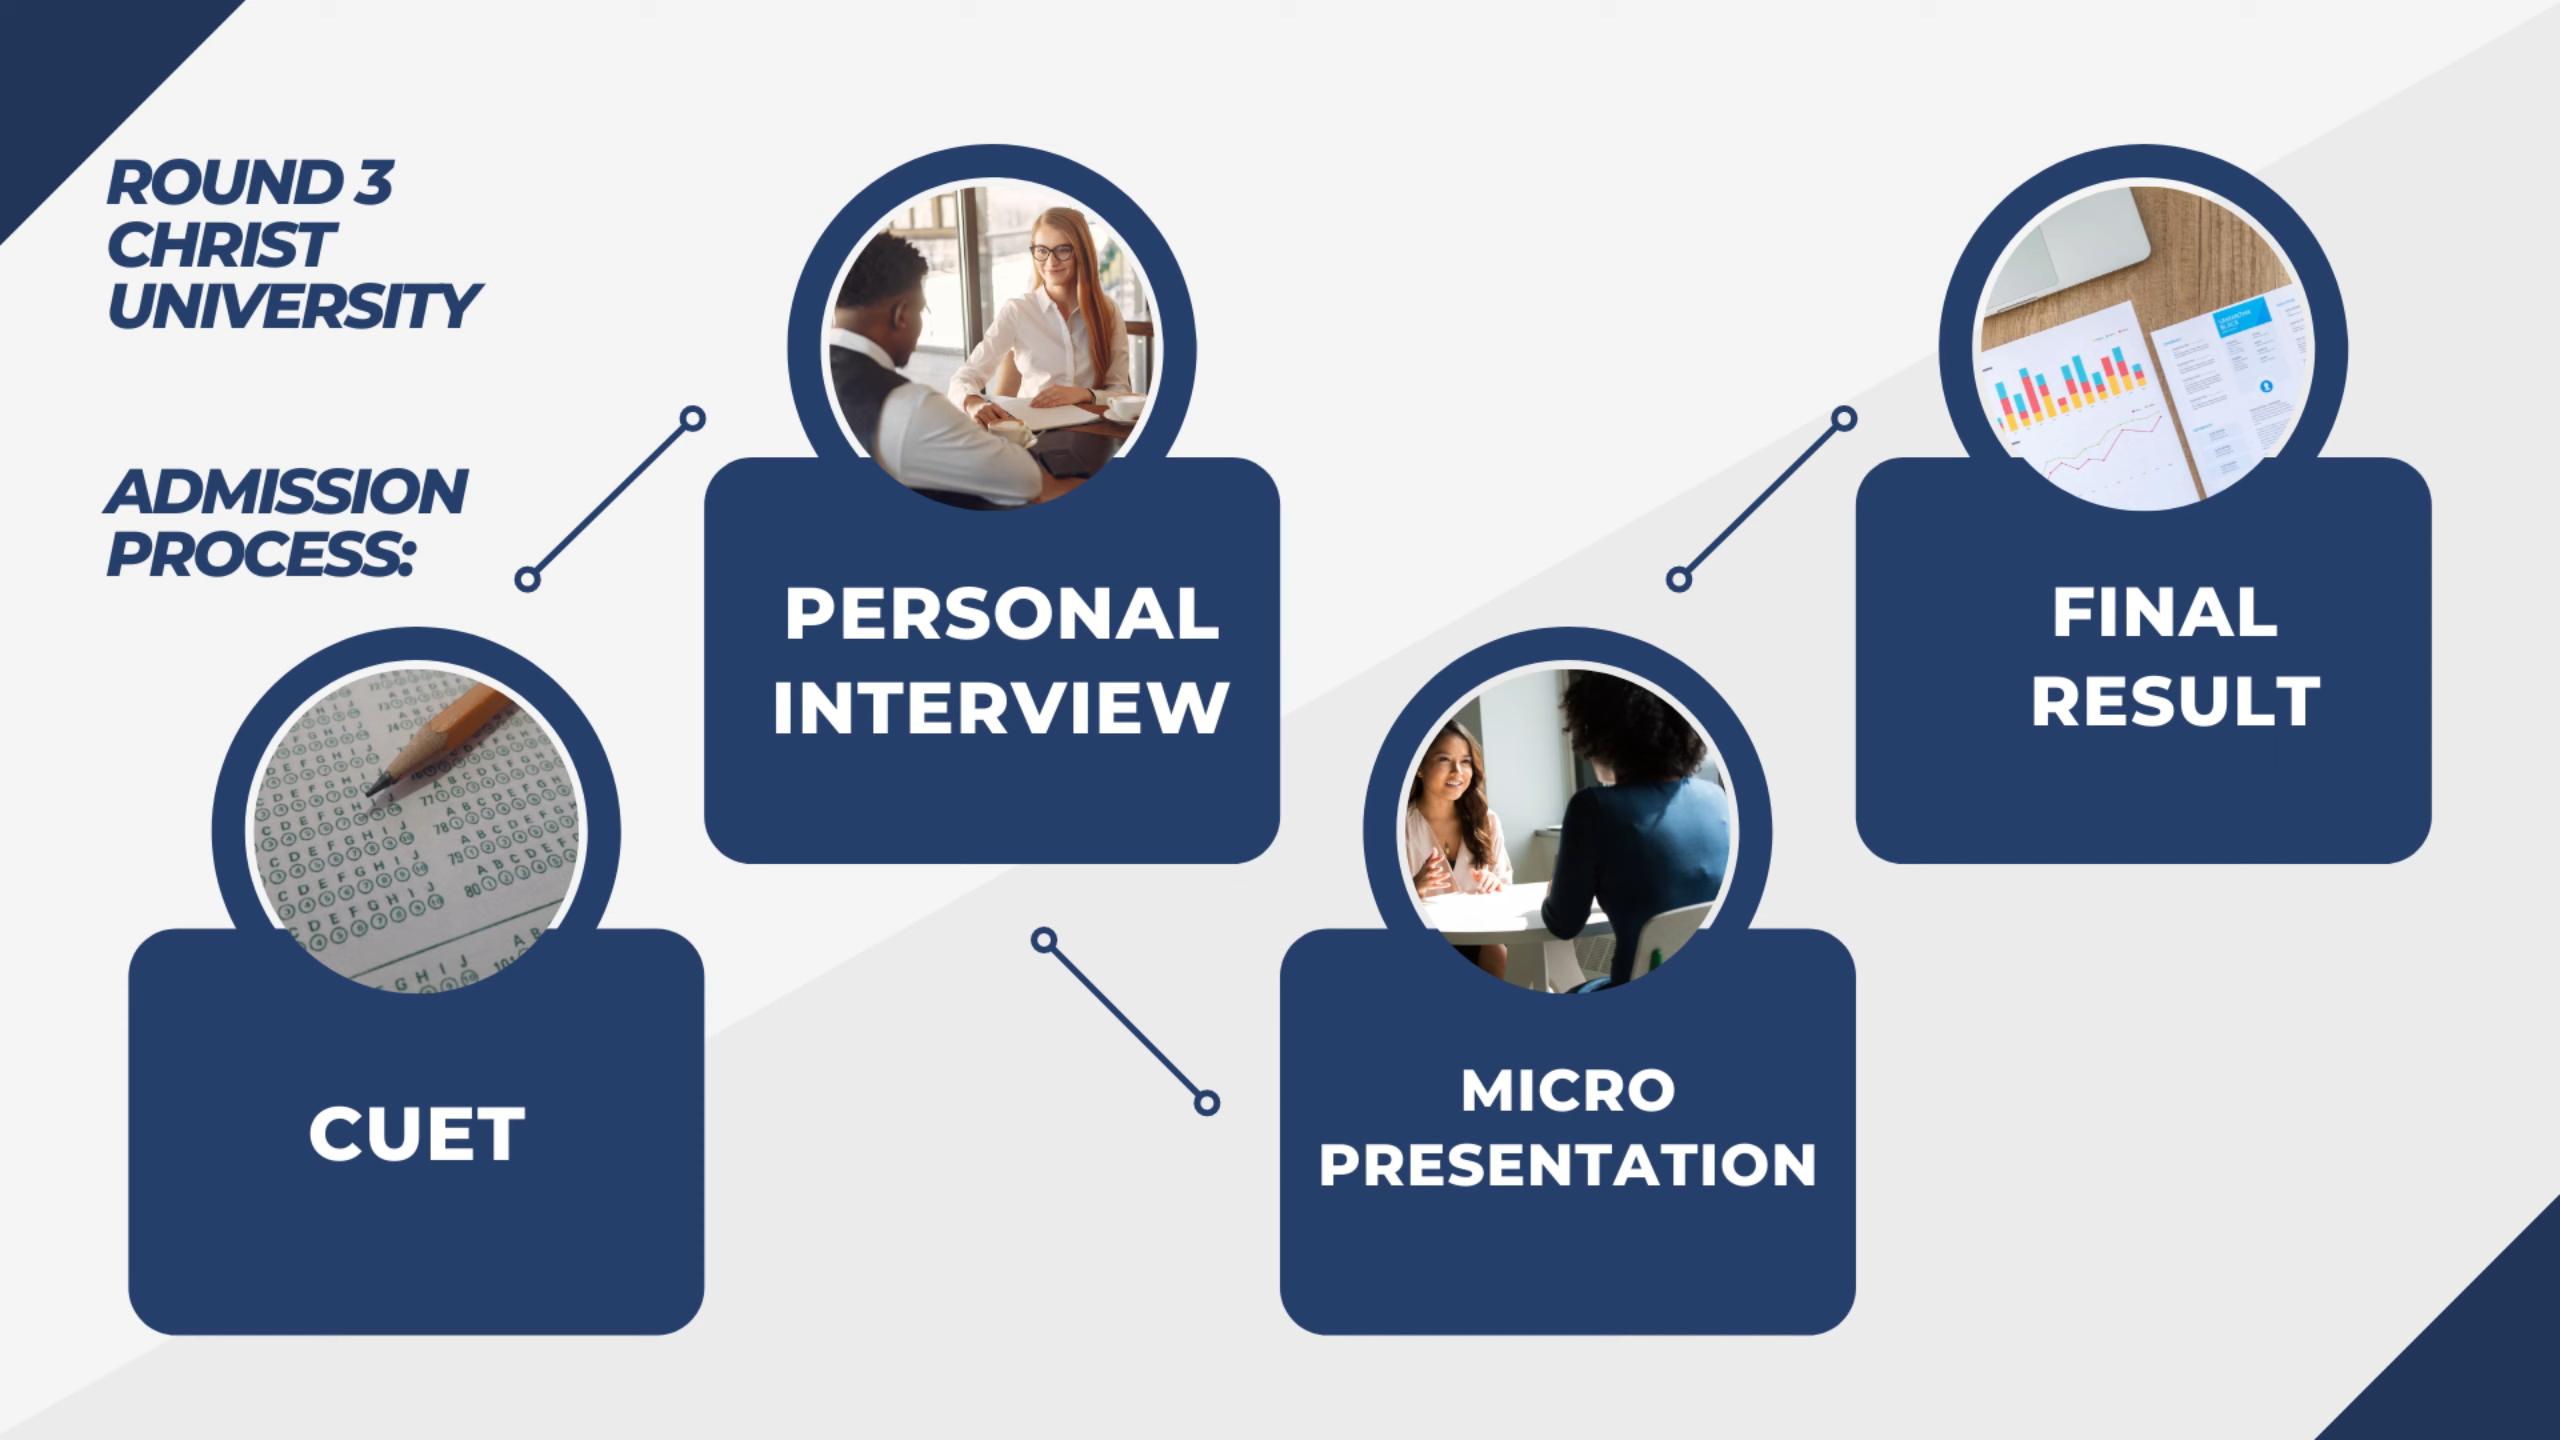 ROUND 3
CHRIST
UNIVERSITY
ADMISSION
PROCESS:
CUET
PERSONAL
INTERVIEW
MICRO
PRESENTATION
FINAL
RESULT